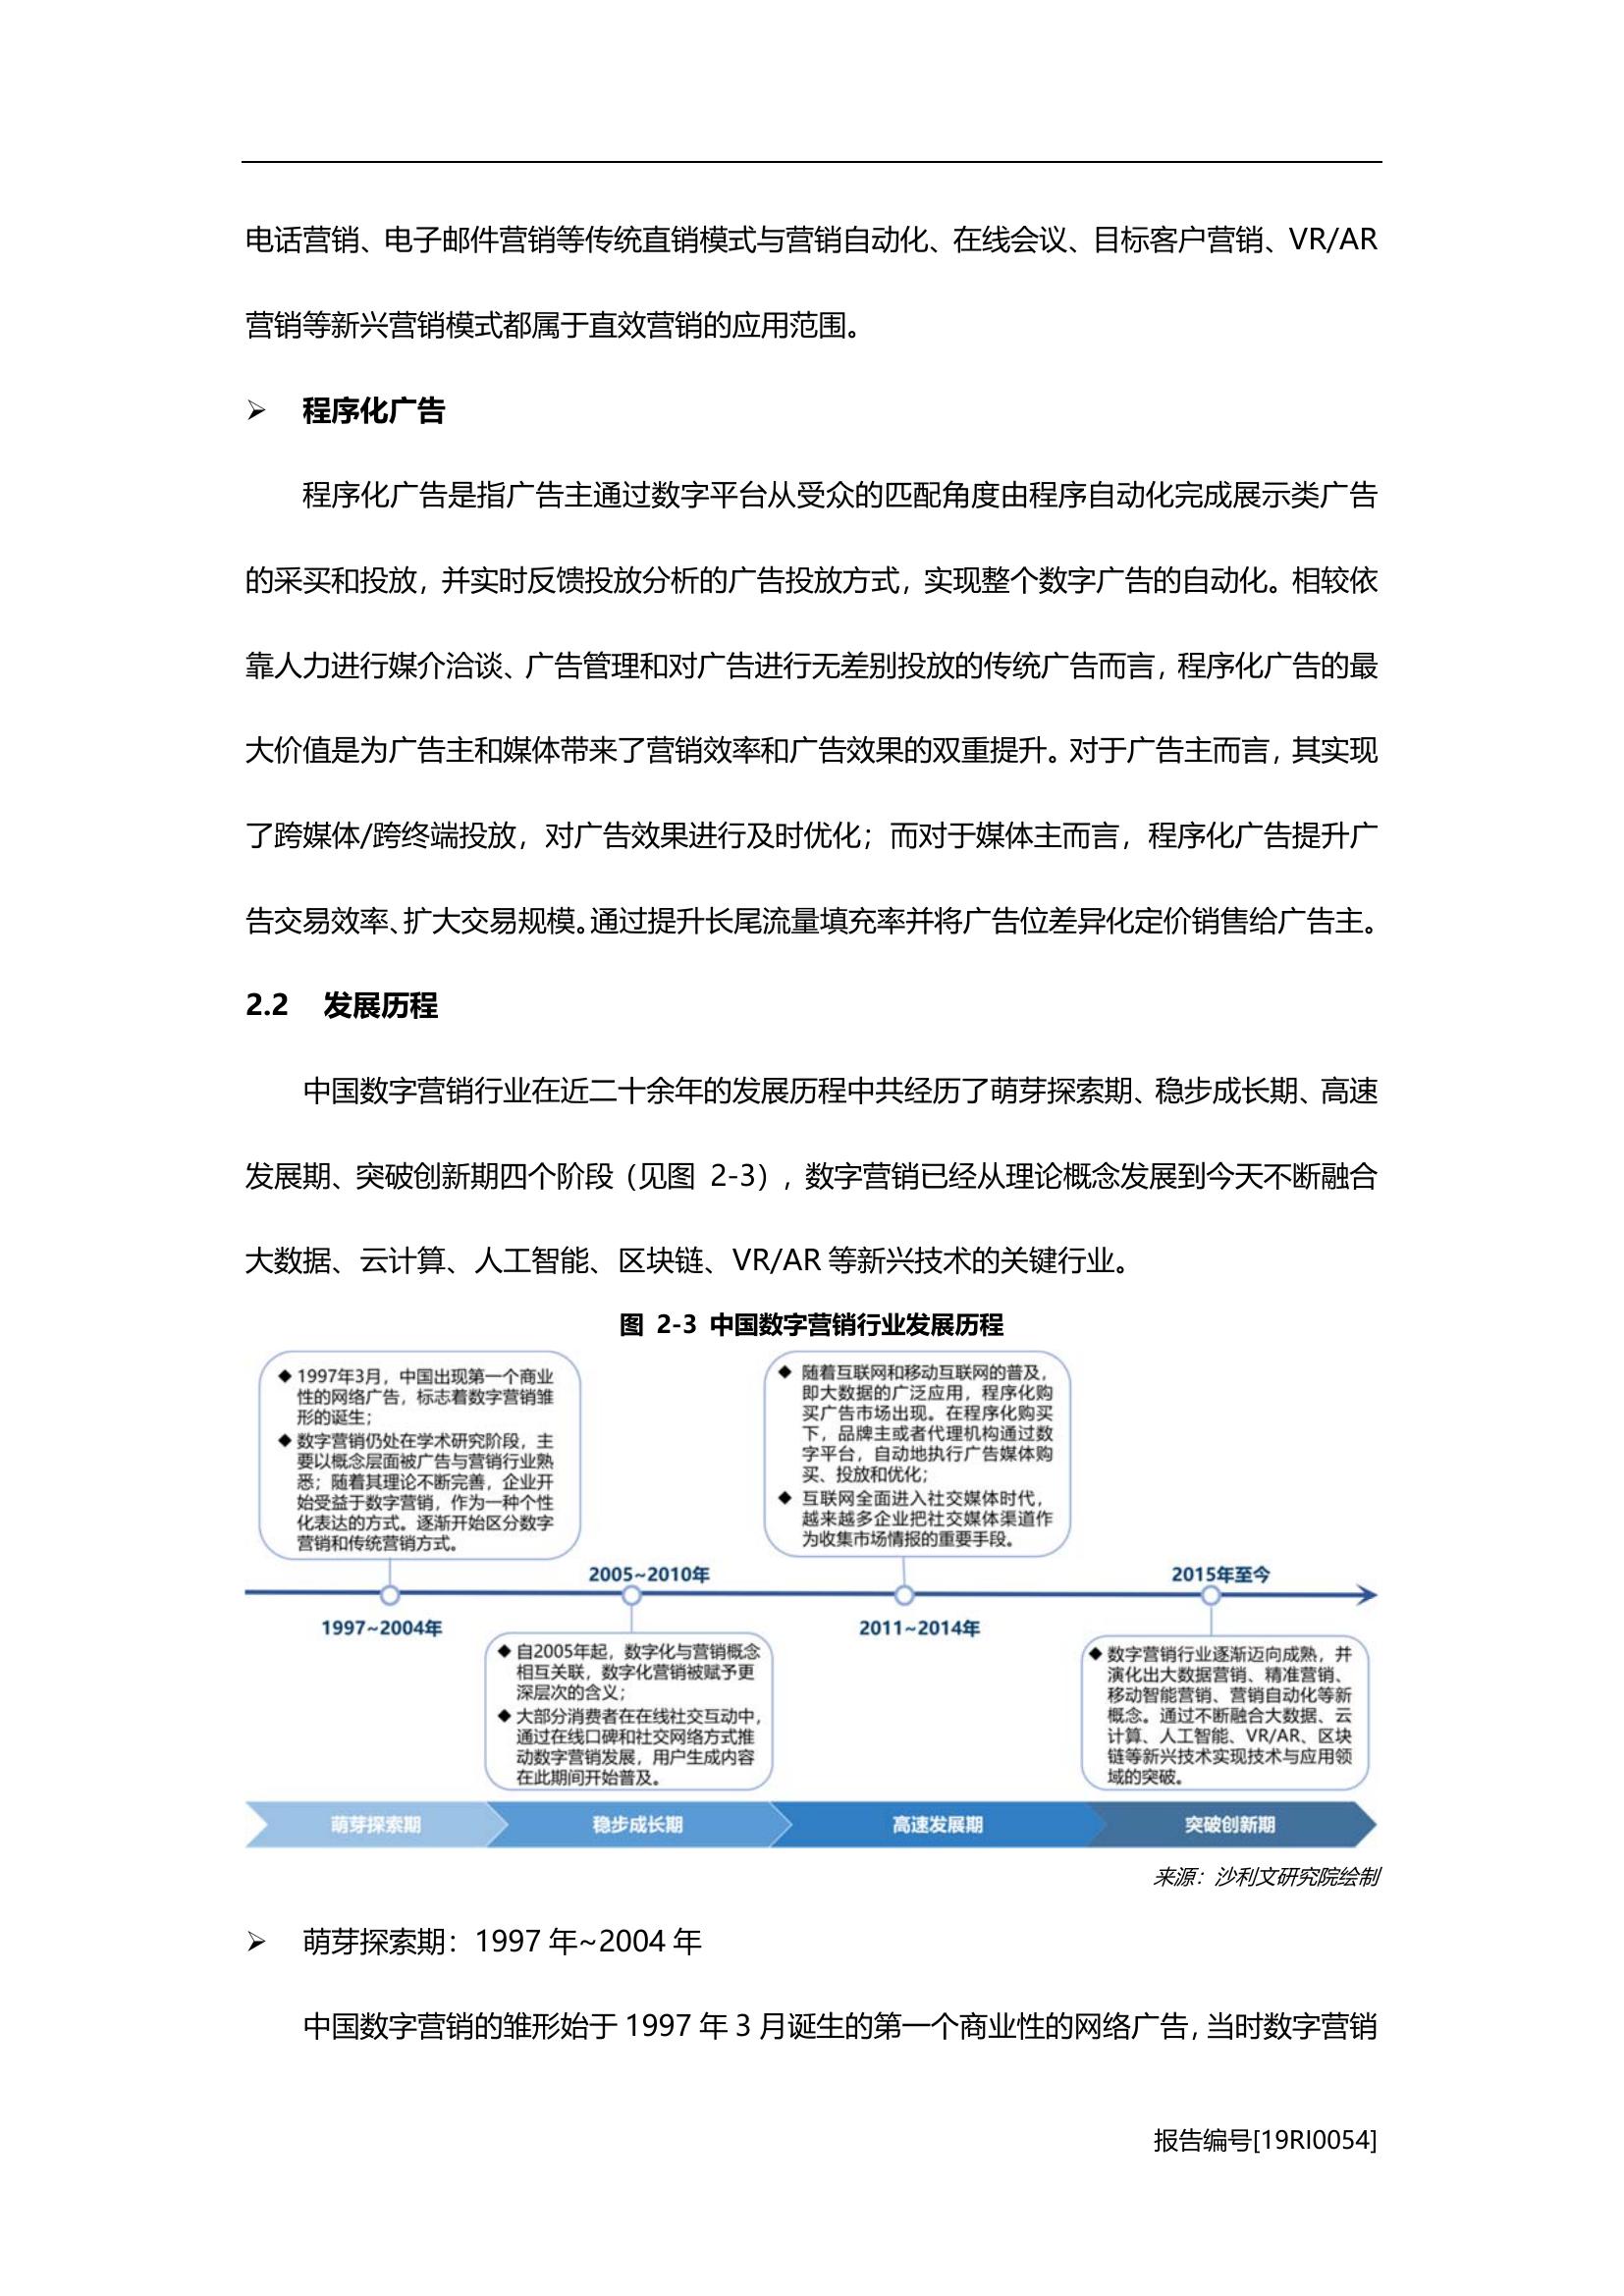 电话营销、电子邮件营销等传统直销模式与营销自动化、在线会议、目标客户营销、VR/AR
营销等新兴营销模式都属于直效营销的应用范围。
➢ 程序化广告
程序化广告是指广告主通过数字平台从受众的匹配角度由程序自动化完成展示类广告
的采买和投放，并实时反馈投放分析的广告投放方式，实现整个数字广告的自动化。相较依
靠人力进行媒介洽谈、广告管理和对广告进行无差别投放的传统广告而言，程序化广告的最
大价值是为广告主和媒体带来了营销效率和广告效果的双重提升。对于广告主而言，其实现
了跨媒体/跨终端投放，对广告效果进行及时优化；而对于媒体主而言，程序化广告提升广
告交易效率、扩大交易规模。通过提升长尾流量填充率并将广告位差异化定价销售给广告主。
2.2 发展历程
中国数字营销行业在近二十余年的发展历程中共经历了萌芽探索期、稳步成长期、高速
发展期、突破创新期四个阶段（见图 2-3），数字营销已经从理论概念发展到今天不断融合
大数据、云计算、人工智能、区块链、VR/AR 等新兴技术的关键行业。
图 2-3 中国数字营销行业发展历程
◆ 1997年3月，中国出现第一个商业
性的网络广告，标志着数字营销雏
形的诞生；
◆ 数字营销仍处在学术研究阶段，主
要以概念层面被广告与营销行业熟
悉；随着其理论不断完善，企业开
始受益于数字营销，作为一种个性
化表达的方式。逐渐开始区分数字
营销和传统营销方式。
1997~2004年
2005~2010年
◆ 自2005年起，数字化与营销概念
相互关联，数字化营销被赋予更
深层次的含义；
◆ 大部分消费者在在线社交互动中，
通过在线口碑和社交网络方式推
动数字营销发展，用户生成内容
在此期间开始普及。
◆ 随着互联网和移动互联网的普及，
即大数据的广泛应用，程序化购
买广告市场出现。在程序化购买
下，品牌主或者代理机构通过数
字平台，自动地执行广告媒体购
买、投放和优化；
◆ 互联网全面进入社交媒体时代，
越来越多企业把社交媒体渠道作
为收集市场情报的重要手段。
2011~2014年
2015年至今
◆ 数字营销行业逐渐迈向成熟，并
演化出大数据营销、精准营销、
移动智能营销、营销自动化等新
概念。通过不断融合大数据、云
计算、人工智能、VR/AR、区块
链等新兴技术实现技术与应用领
域的突破。
萌芽探索期
稳步成长期
高速发展期
突破创新期
来源：沙利文研究院绘制
➢ 萌芽探索期：1997 年~2004 年
中国数字营销的雏形始于 1997 年 3 月诞生的第一个商业性的网络广告，当时数字营销
报告编号[19RI0054]